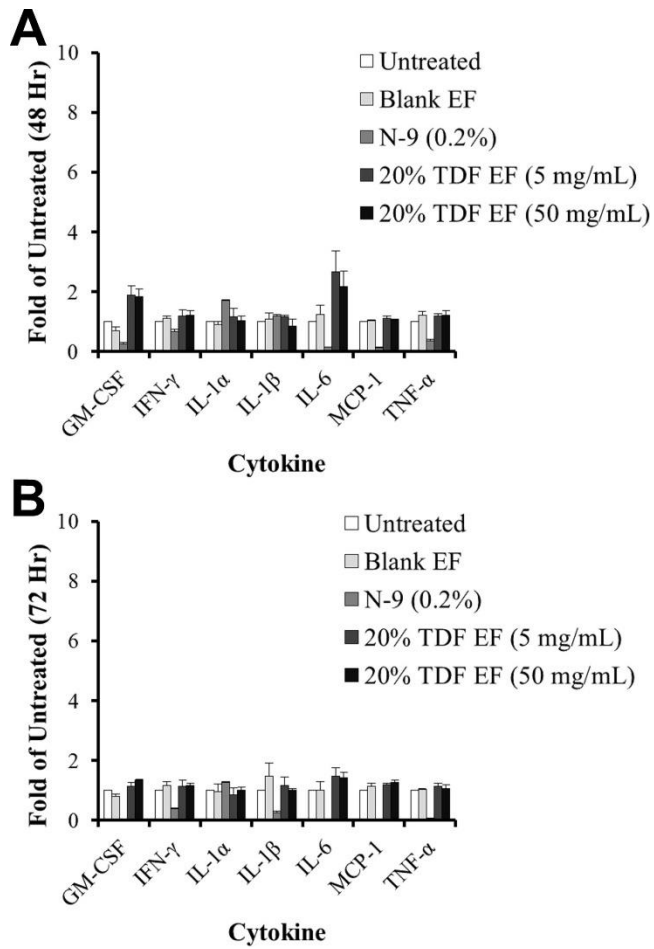 A
Fold of Untreated (48 Hr)
10
8
6
4
2
0
Untreated
Blank EF
N-9 (0.2%)
20% TDF EF (5 mg/mL)
20% TDF EF (50 mg/mL)
GM-CSF
IFN-γ
IL-1α
IL-1β
IL-6
MCP-1
TNF-α
Cytokine
B
Fold of Untreated (72 Hr)
10
8
6
4
2
0
Untreated
Blank EF
N-9 (0.2%)
20% TDF EF (5 mg/mL)
20% TDF EF (50 mg/mL)
GM-CSF
IFN-γ
IL-1α
IL-1β
IL-6
MCP-1
TNF-α
Cytokine